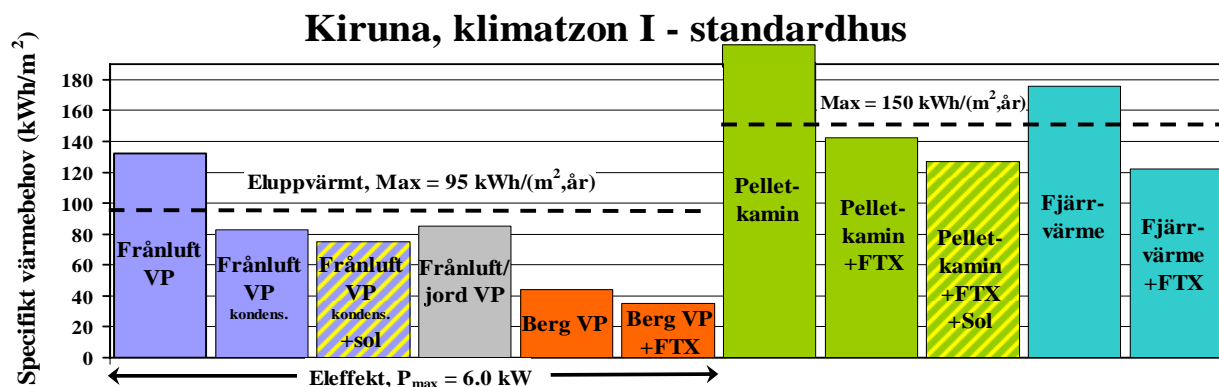 Kiruna, klimatzon I - standardhus
Specifikt värmebehov (kWh/m²)
180
160
140
120
100
80
60
40
20
0
Eluppvärmt, Max = 95 kWh/(m²,år)
Max = 150 kWh/(m²,år)
Frånluft
VP
Frånluft
VP
kondens.
Frånluft
VP
kondens.
+sol
Frånluft/
jord VP
Berg VP
Berg VP
+FTX
Pellet-
kamin
Pellet-
kamin
+FTX
Pellet-
kamin
+FTX
+Sol
Fjärr-
värme
Fjärr-
värme
+FTX
Eleffekt, Pmax = 6.0 kW